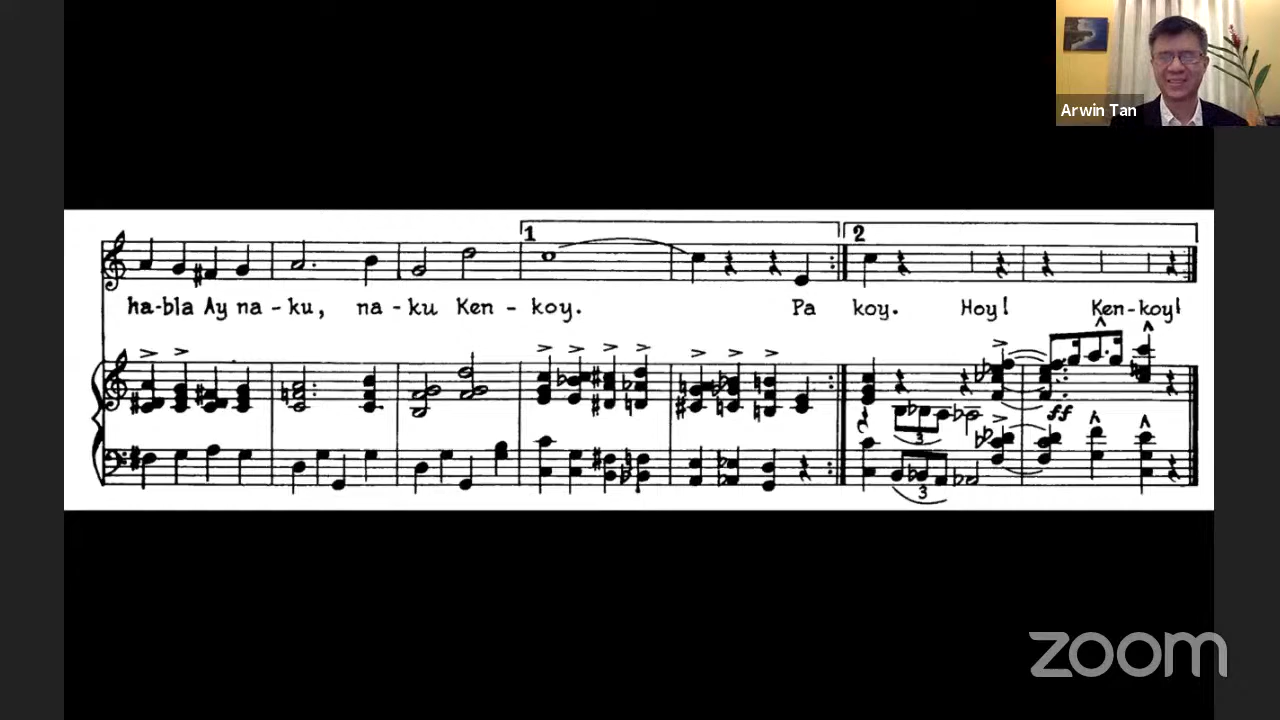 Arwin Tan
1
2
ha-bla Ay na-ku, na-ku Ken-koy. Pa koy. Hoy! Ken-koy!
3
ff
3
zoom